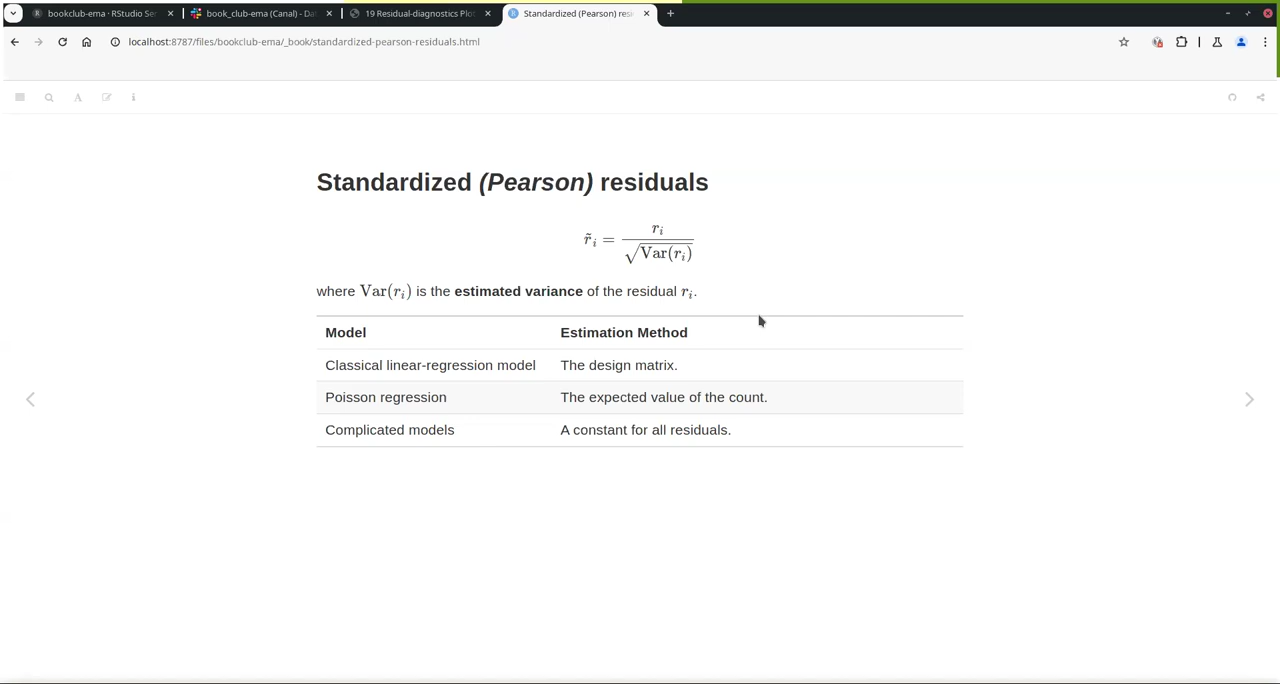 bookclub-ema · RStudio Ser
book_club-ema (Canal) - Da
19 Residual-diagnostics Plo
Standardized (Pearson) resi
localhost:8787/files/bookclub-ema/_book/standardized-pearson-residuals.html
Standardized (Pearson) residuals
r̃ᵢ = rᵢ / √Var(rᵢ)
where Var(rᵢ) is the estimated variance of the residual rᵢ.
Model Estimation Method
Classical linear-regression model The design matrix.
Poisson regression The expected value of the count.
Complicated models A constant for all residuals.